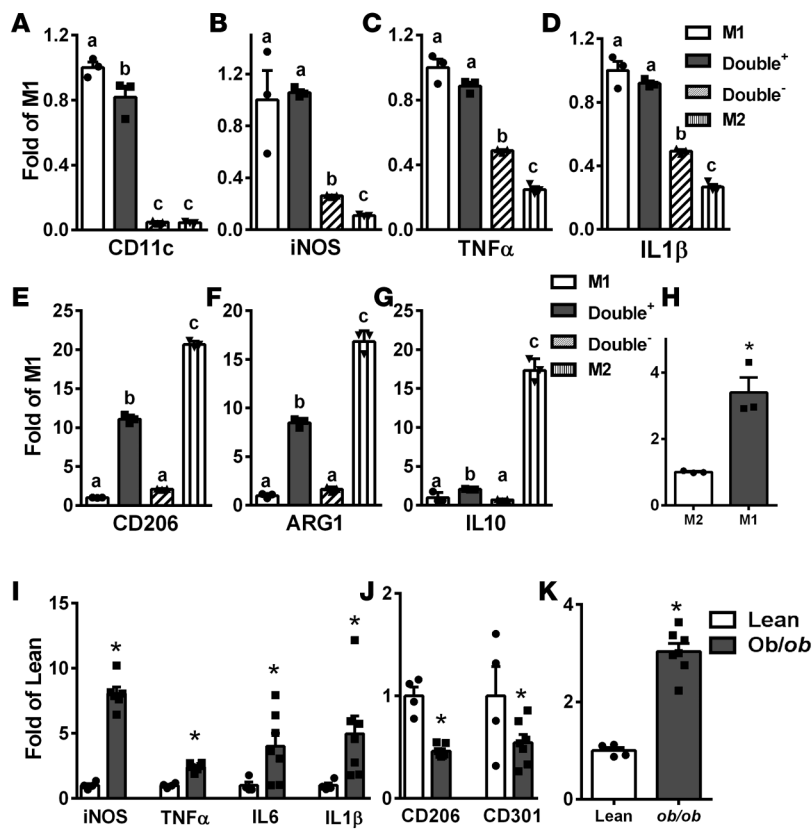 A
B
C
D
Fold of M1
1.2
0.8
0.4
0.0
a
b
c
c
CD11c
1.6
1.2
0.8
0.4
0.0
a
a
b
c
iNOS
1.2
0.8
0.4
0.0
a
a
b
c
TNFα
1.2
0.8
0.4
0.0
a
a
b
c
IL1β
M1
Double+
Double-
M2
E
F
G
H
Fold of M1
25
20
15
10
5
0
a
b
a
c
CD206
20
15
10
5
0
a
b
a
c
ARG1
25
20
15
10
5
0
a
b
a
c
IL10
M1
Double+
Double-
M2
6
4
2
0
*
M2 M1
I
J
K
Fold of Lean
15
10
5
0
*
*
*
*
iNOS TNFα IL6 IL1β
2
1
0
*
*
CD206 CD301
4
2
0
*
Lean ob/ob
Lean
Ob/ob